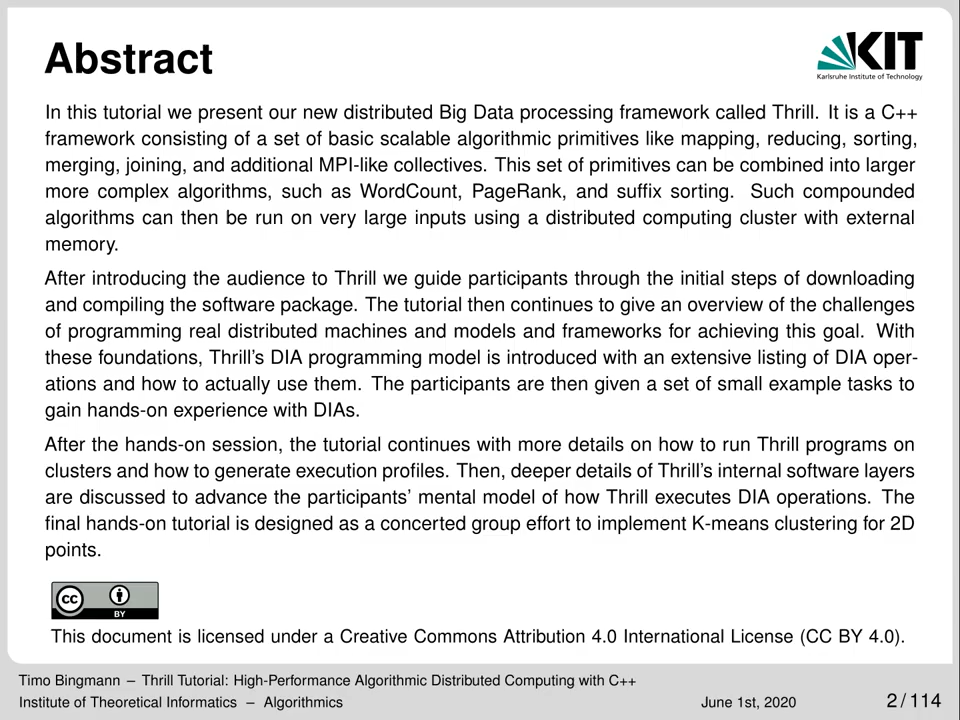 Abstract
KIT
Karlsruhe Institute of Technology
In this tutorial we present our new distributed Big Data processing framework called Thrill. It is a C++
framework consisting of a set of basic scalable algorithmic primitives like mapping, reducing, sorting,
merging, joining, and additional MPI-like collectives. This set of primitives can be combined into larger
more complex algorithms, such as WordCount, PageRank, and suffix sorting. Such compounded
algorithms can then be run on very large inputs using a distributed computing cluster with external
memory.
After introducing the audience to Thrill we guide participants through the initial steps of downloading
and compiling the software package. The tutorial then continues to give an overview of the challenges
of programming real distributed machines and models and frameworks for achieving this goal. With
these foundations, Thrill's DIA programming model is introduced with an extensive listing of DIA oper-
ations and how to actually use them. The participants are then given a set of small example tasks to
gain hands-on experience with DIAs.
After the hands-on session, the tutorial continues with more details on how to run Thrill programs on
clusters and how to generate execution profiles. Then, deeper details of Thrill's internal software layers
are discussed to advance the participants' mental model of how Thrill executes DIA operations. The
final hands-on tutorial is designed as a concerted group effort to implement K-means clustering for 2D
points.
cc
BY
This document is licensed under a Creative Commons Attribution 4.0 International License (CC BY 4.0).
Timo Bingmann – Thrill Tutorial: High-Performance Algorithmic Distributed Computing with C++
Institute of Theoretical Informatics – Algorithmics
June 1st, 2020
2 / 114